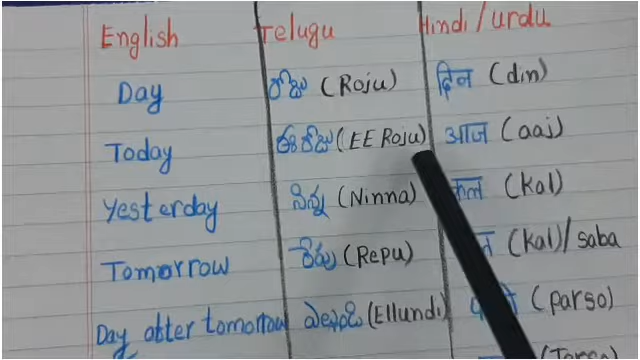 English Telugu Hindi/urdu
Day రోజు (Roju) दिन (din)
Today ఈ రోజు (EE Roju) आज (aaj)
Yesterday నిన్న (Ninna) कल (Kal)
Tomorrow రేపు (Repu) (Kal)/saba
Day after tomorrow (Ellundi) (parso)